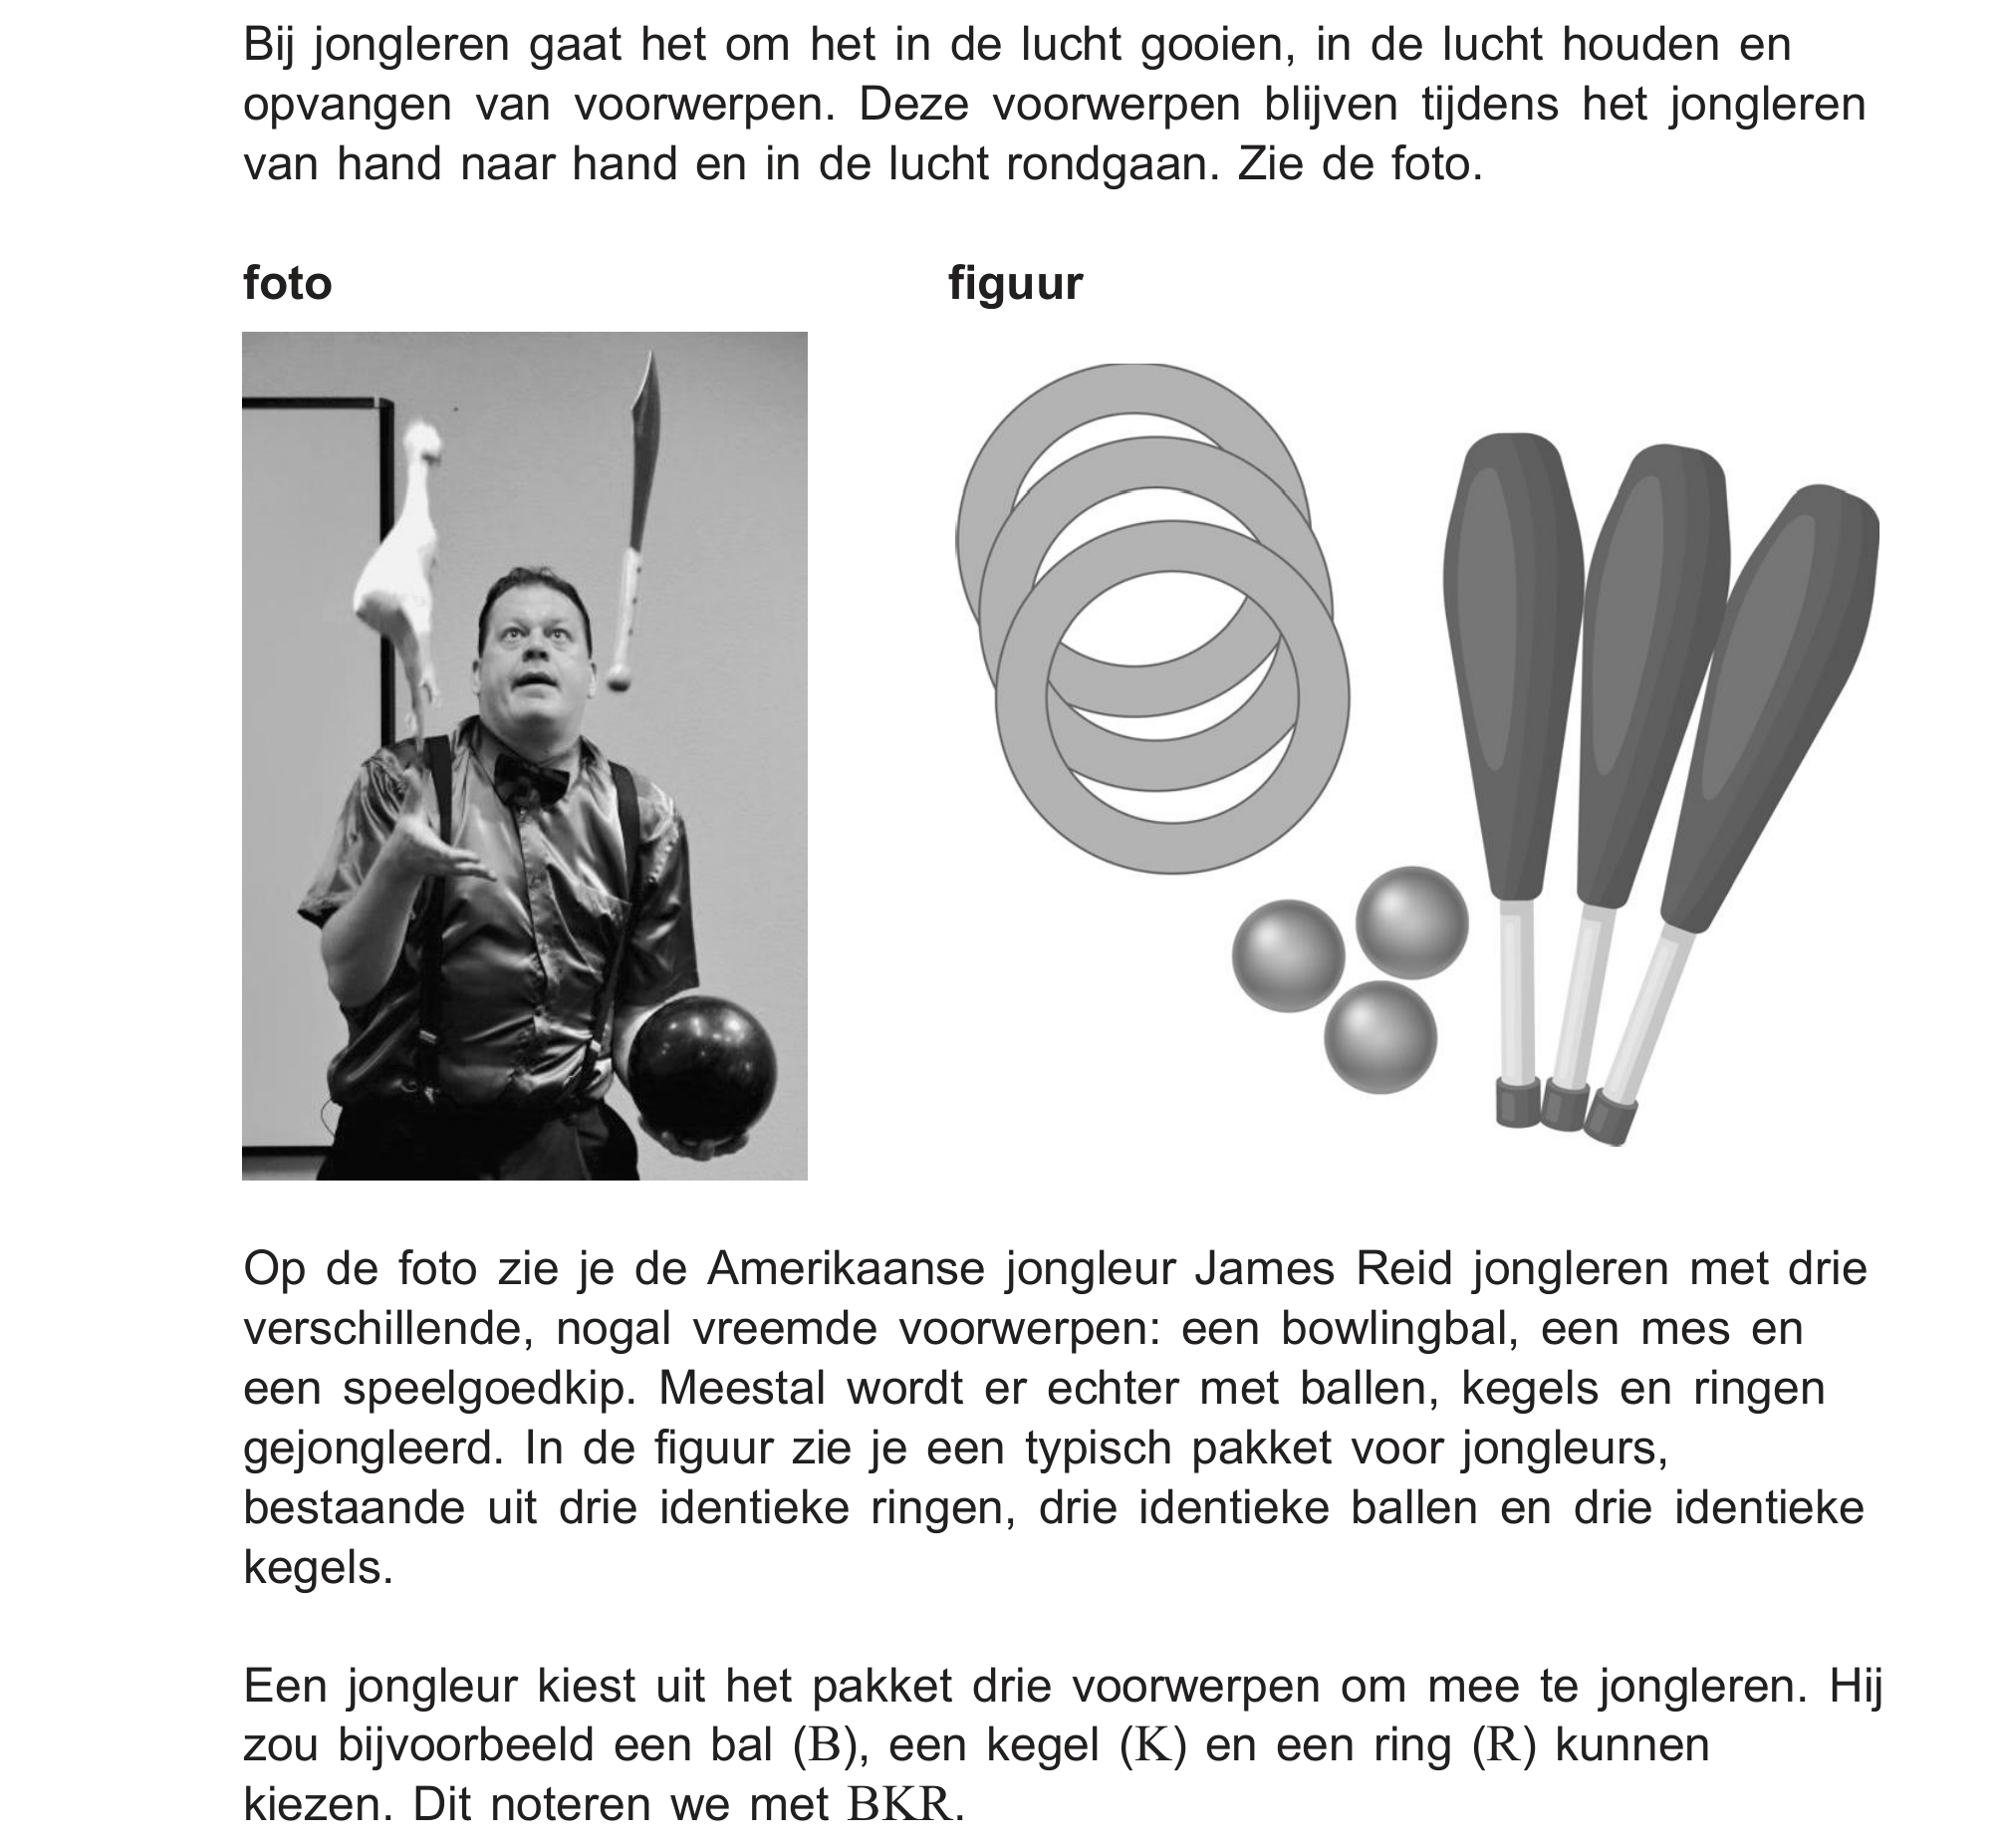 Bij jongleren gaat het om het in de lucht gooien, in de lucht houden en
opvangen van voorwerpen. Deze voorwerpen blijven tijdens het jongleren
van hand naar hand en in de lucht rondgaan. Zie de foto.
foto
figuur
Op de foto zie je de Amerikaanse jongleur James Reid jongleren met drie
verschillende, nogal vreemde voorwerpen: een bowlingbal, een mes en
een speelgoedkip. Meestal wordt er echter met ballen, kegels en ringen
gejongleerd. In de figuur zie je een typisch pakket voor jongleurs,
bestaande uit drie identieke ringen, drie identieke ballen en drie identieke
kegels.
Een jongleur kiest uit het pakket drie voorwerpen om mee te jongleren. Hij
zou bijvoorbeeld een bal (B), een kegel (K) en een ring (R) kunnen
kiezen. Dit noteren we met BKR.